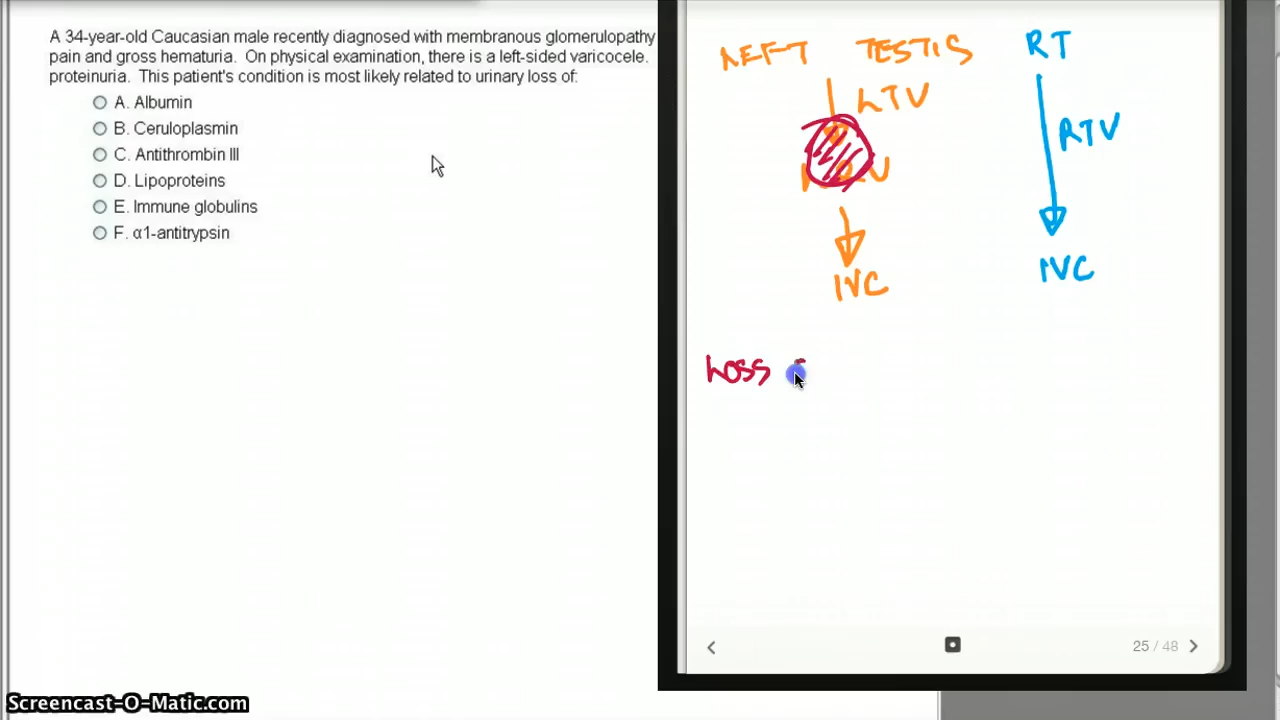 A 34-year-old Caucasian male recently diagnosed with membranous glomerulopathy
pain and gross hematuria. On physical examination, there is a left-sided varicocele.
proteinuria. This patient's condition is most likely related to urinary loss of:
A. Albumin
B. Ceruloplasmin
C. Antithrombin III
D. Lipoproteins
E. Immune globulins
F. α1-antitrypsin
LEFT TESTIS RT
LTV
RTV
IVC
IVC
LOSS
25 / 48
Screencast-O-Matic.com